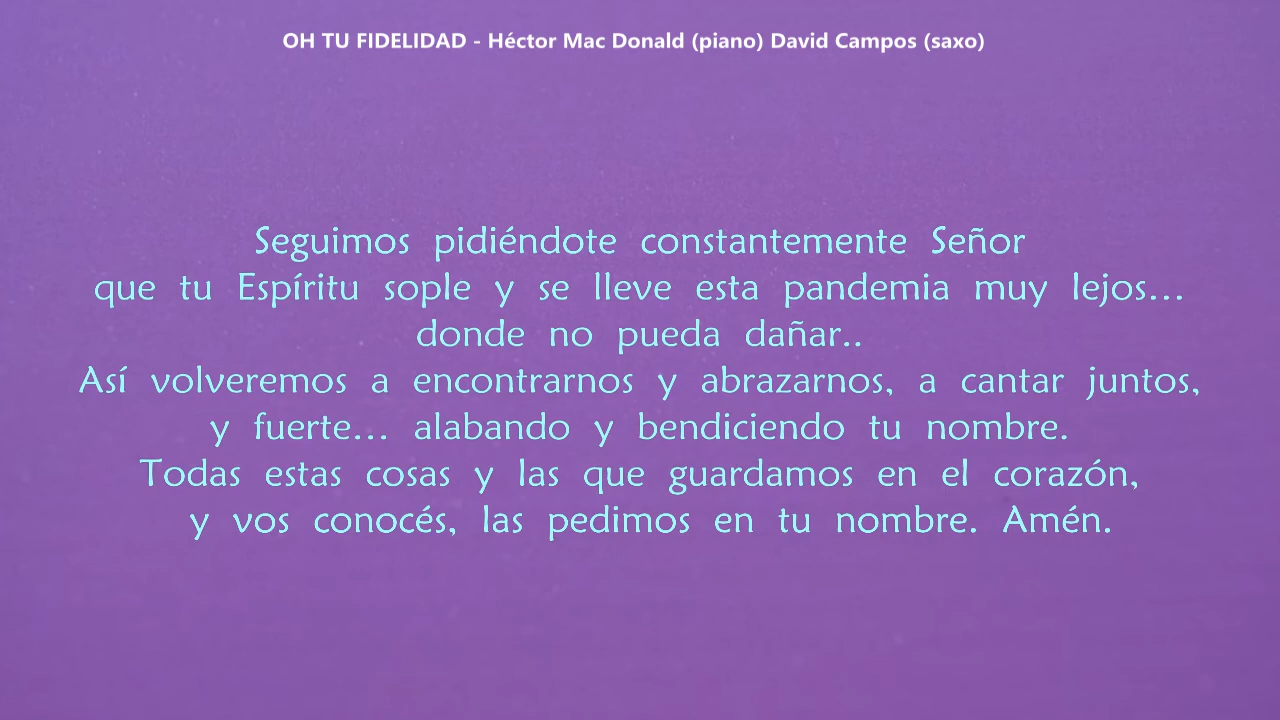 OH TU FIDELIDAD - Héctor Mac Donald (piano) David Campos (saxo)
Seguimos pidiéndote constantemente Señor
que tu Espíritu sople y se lleve esta pandemia muy lejos...
donde no pueda dañar..
Así volveremos a encontrarnos y abrazarnos, a cantar juntos,
y fuerte... alabando y bendiciendo tu nombre.
Todas estas cosas y las que guardamos en el corazón,
y vos conocés, las pedimos en tu nombre. Amén.